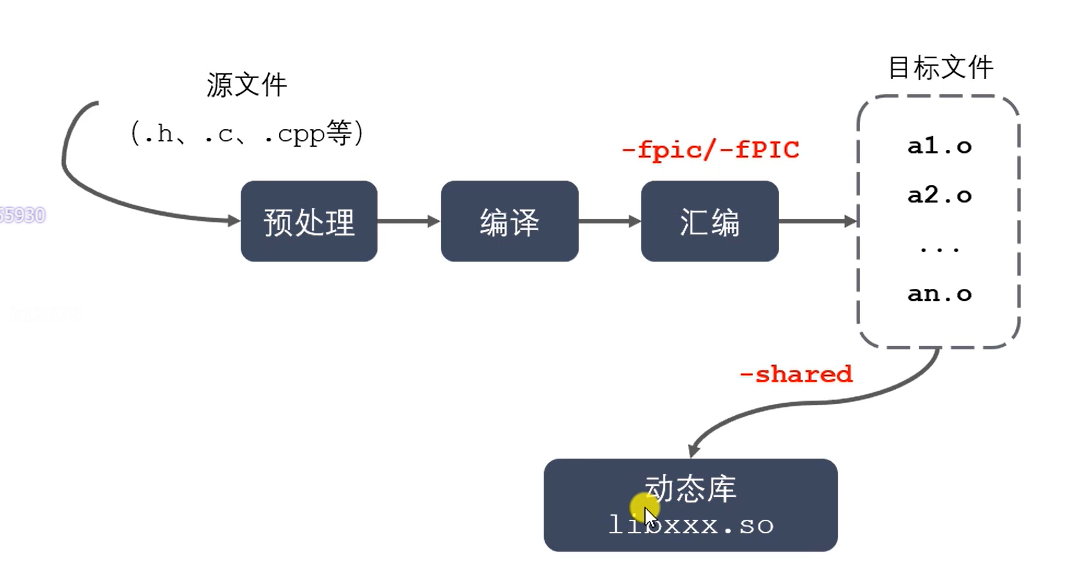 源文件
(.h、.c、.cpp等)
目标文件
-fpic/-fPIC
a1.o
a2.o
...
an.o
预处理
编译
汇编
-shared
动态库
libxxx.so